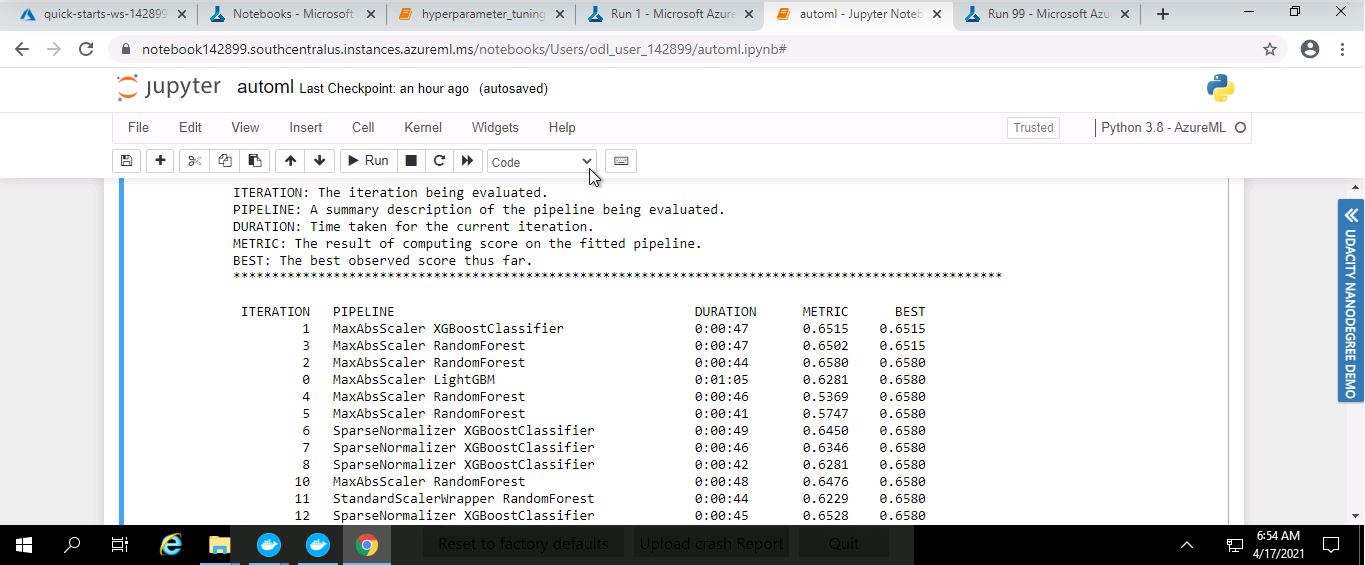 quick-starts-ws-142899
Notebooks - Microsoft
hyperparameter_tuning
Run 1 - Microsoft Azure
automl - Jupyter Noteb
Run 99 - Microsoft Azu
notebook142899.southcentralus.instances.azureml.ms/notebooks/Users/odl_user_142899/automl.ipynb#
jupyter automl Last Checkpoint: an hour ago (autosaved)
File Edit View Insert Cell Kernel Widgets Help Trusted Python 3.8 - AzureML
Run Code
ITERATION: The iteration being evaluated.
PIPELINE: A summary description of the pipeline being evaluated.
DURATION: Time taken for the current iteration.
METRIC: The result of computing score on the fitted pipeline.
BEST: The best observed score thus far.
****************************************************************************************************
ITERATION PIPELINE DURATION METRIC BEST
1 MaxAbsScaler XGBoostClassifier 0:00:47 0.6515 0.6515
3 MaxAbsScaler RandomForest 0:00:47 0.6502 0.6515
2 MaxAbsScaler RandomForest 0:00:44 0.6580 0.6580
0 MaxAbsScaler LightGBM 0:01:05 0.6281 0.6580
4 MaxAbsScaler RandomForest 0:00:46 0.5369 0.6580
5 MaxAbsScaler RandomForest 0:00:41 0.5747 0.6580
6 SparseNormalizer XGBoostClassifier 0:00:49 0.6450 0.6580
7 SparseNormalizer XGBoostClassifier 0:00:46 0.6346 0.6580
8 SparseNormalizer XGBoostClassifier 0:00:42 0.6281 0.6580
10 MaxAbsScaler RandomForest 0:00:48 0.6476 0.6580
11 StandardScalerWrapper RandomForest 0:00:44 0.6229 0.6580
12 SparseNormalizer XGBoostClassifier 0:00:45 0.6528 0.6580
UDACITY NANODEGREE DEMO
Reset to factory defaults Upload crash Report Quit
6:54 AM
4/17/2021